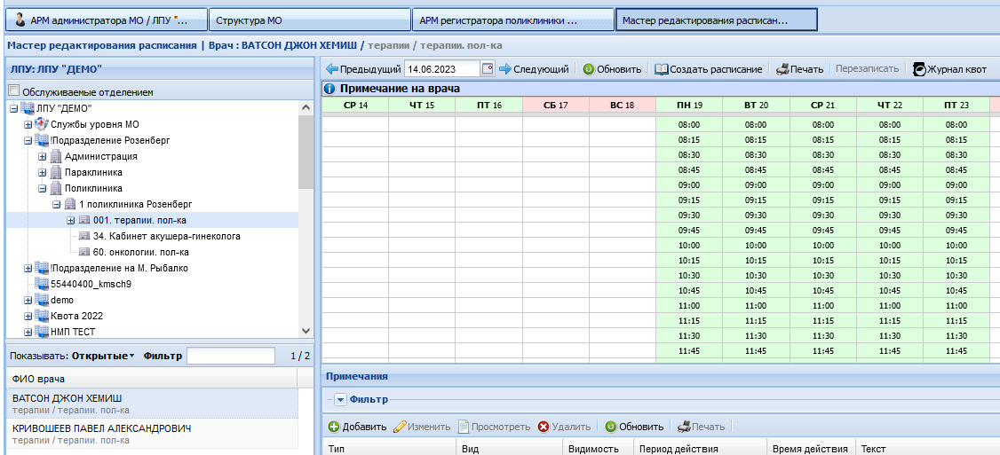 АРМ администратора МО / ЛПУ "... Структура МО АРМ регистратора поликлиники ... Мастер редактирования расписан...
Мастер редактирования расписания | Врач : ВАТСОН ДЖОН ХЕМИШ / терапии / терапии. пол-ка
ЛПУ: ЛПУ "ДЕМО"
Обслуживаемые отделением
ЛПУ "ДЕМО"
Службы уровня МО
!Подразделение Розенберг
Администрация
Параклиника
Поликлиника
1 поликлиника Розенберг
001. терапии. пол-ка
34. Кабинет акушера-гинеколога
60. онкологии. пол-ка
!Подразделение на М. Рыбалко
55440400_kmsch9
demo
Квота 2022
НМП ТЕСТ
Показывать: Открытые Фильтр 1 / 2
ФИО врача
ВАТСОН ДЖОН ХЕМИШ
терапии / терапии. пол-ка
КРИВОШЕЕВ ПАВЕЛ АЛЕКСАНДРОВИЧ
терапии / терапии. пол-ка
Предыдущий 14.06.2023 Следующий Обновить Создать расписание Печать Перезаписать Журнал квот
Примечание на врача
СР 14 ЧТ 15 ПТ 16 СБ 17 ВС 18 ПН 19 ВТ 20 СР 21 ЧТ 22 ПТ 23
08:00 08:00 08:00 08:00 08:00
08:15 08:15 08:15 08:15 08:15
08:30 08:30 08:30 08:30 08:30
08:45 08:45 08:45 08:45 08:45
09:00 09:00 09:00 09:00 09:00
09:15 09:15 09:15 09:15 09:15
09:30 09:30 09:30 09:30 09:30
09:45 09:45 09:45 09:45 09:45
10:00 10:00 10:00 10:00 10:00
10:15 10:15 10:15 10:15 10:15
10:30 10:30 10:30 10:30 10:30
10:45 10:45 10:45 10:45 10:45
11:00 11:00 11:00 11:00 11:00
11:15 11:15 11:15 11:15 11:15
11:30 11:30 11:30 11:30 11:30
11:45 11:45 11:45 11:45 11:45
Примечания
Фильтр
Добавить Изменить Просмотреть Удалить Обновить Печать
Тип Вид Видимость Период действия Время действия Текст